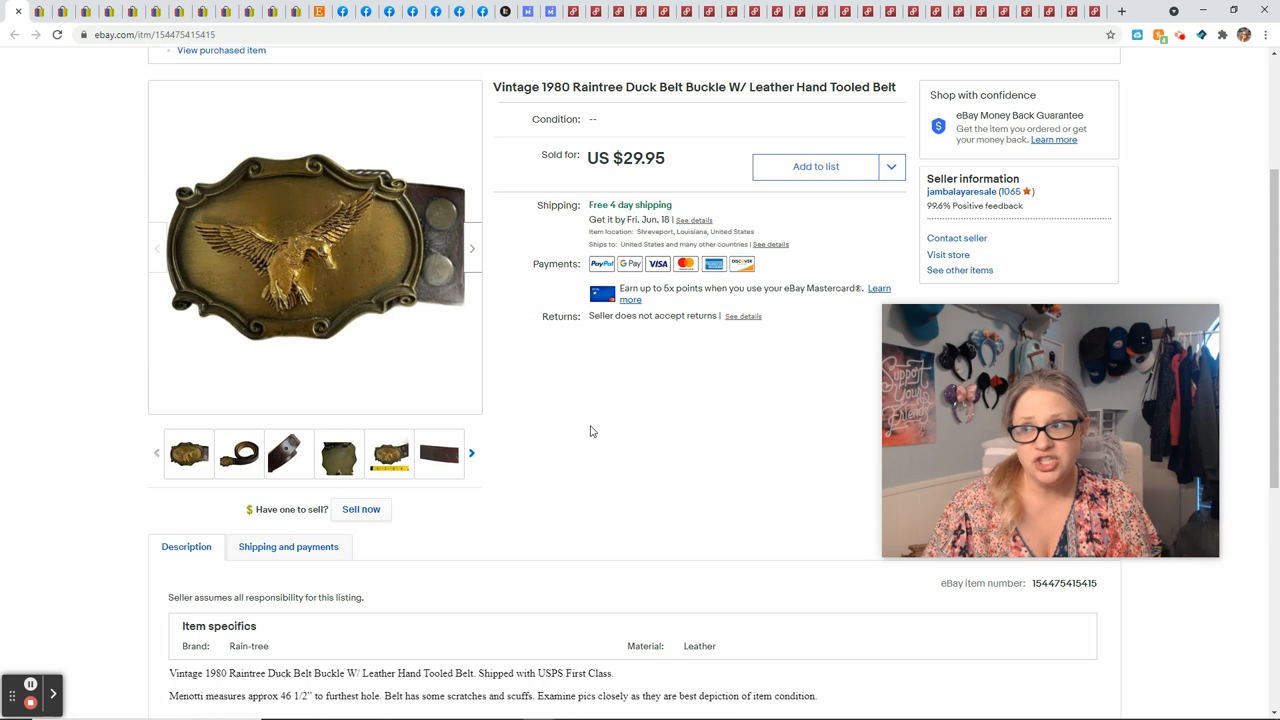 ebay.com/itm/154475415415
View purchased item
Vintage 1980 Raintree Duck Belt Buckle W/ Leather Hand Tooled Belt
Condition: --
Sold for: US $29.95
Add to list
Shipping: Free 4 day shipping
Get it by Fri. Jun. 18 | See details
Item location: Shreveport, Louisiana, United States
Ships to: United States and many other countries | See details
Payments: PayPal G Pay VISA MasterCard DISCOVER
Earn up to 5x points when you use your eBay Mastercard®. Learn
more
Returns: Seller does not accept returns | See details
Shop with confidence
eBay Money Back Guarantee
Get the item you ordered or get
your money back. Learn more
Seller information
jambalayaresale (1065 )
99.6% Positive feedback
Contact seller
Visit store
See other items
Support
Your
Friends
$ Have one to sell? Sell now
Description
Shipping and payments
eBay item number: 154475415415
Seller assumes all responsibility for this listing.
Item specifics
Brand: Rain-tree
Material: Leather
Vintage 1980 Raintree Duck Belt Buckle W/ Leather Hand Tooled Belt. Shipped with USPS First Class.
Menotti measures approx 46 1/2” to furthest hole. Belt has some scratches and scuffs. Examine pics closely as they are best depiction of item condition.